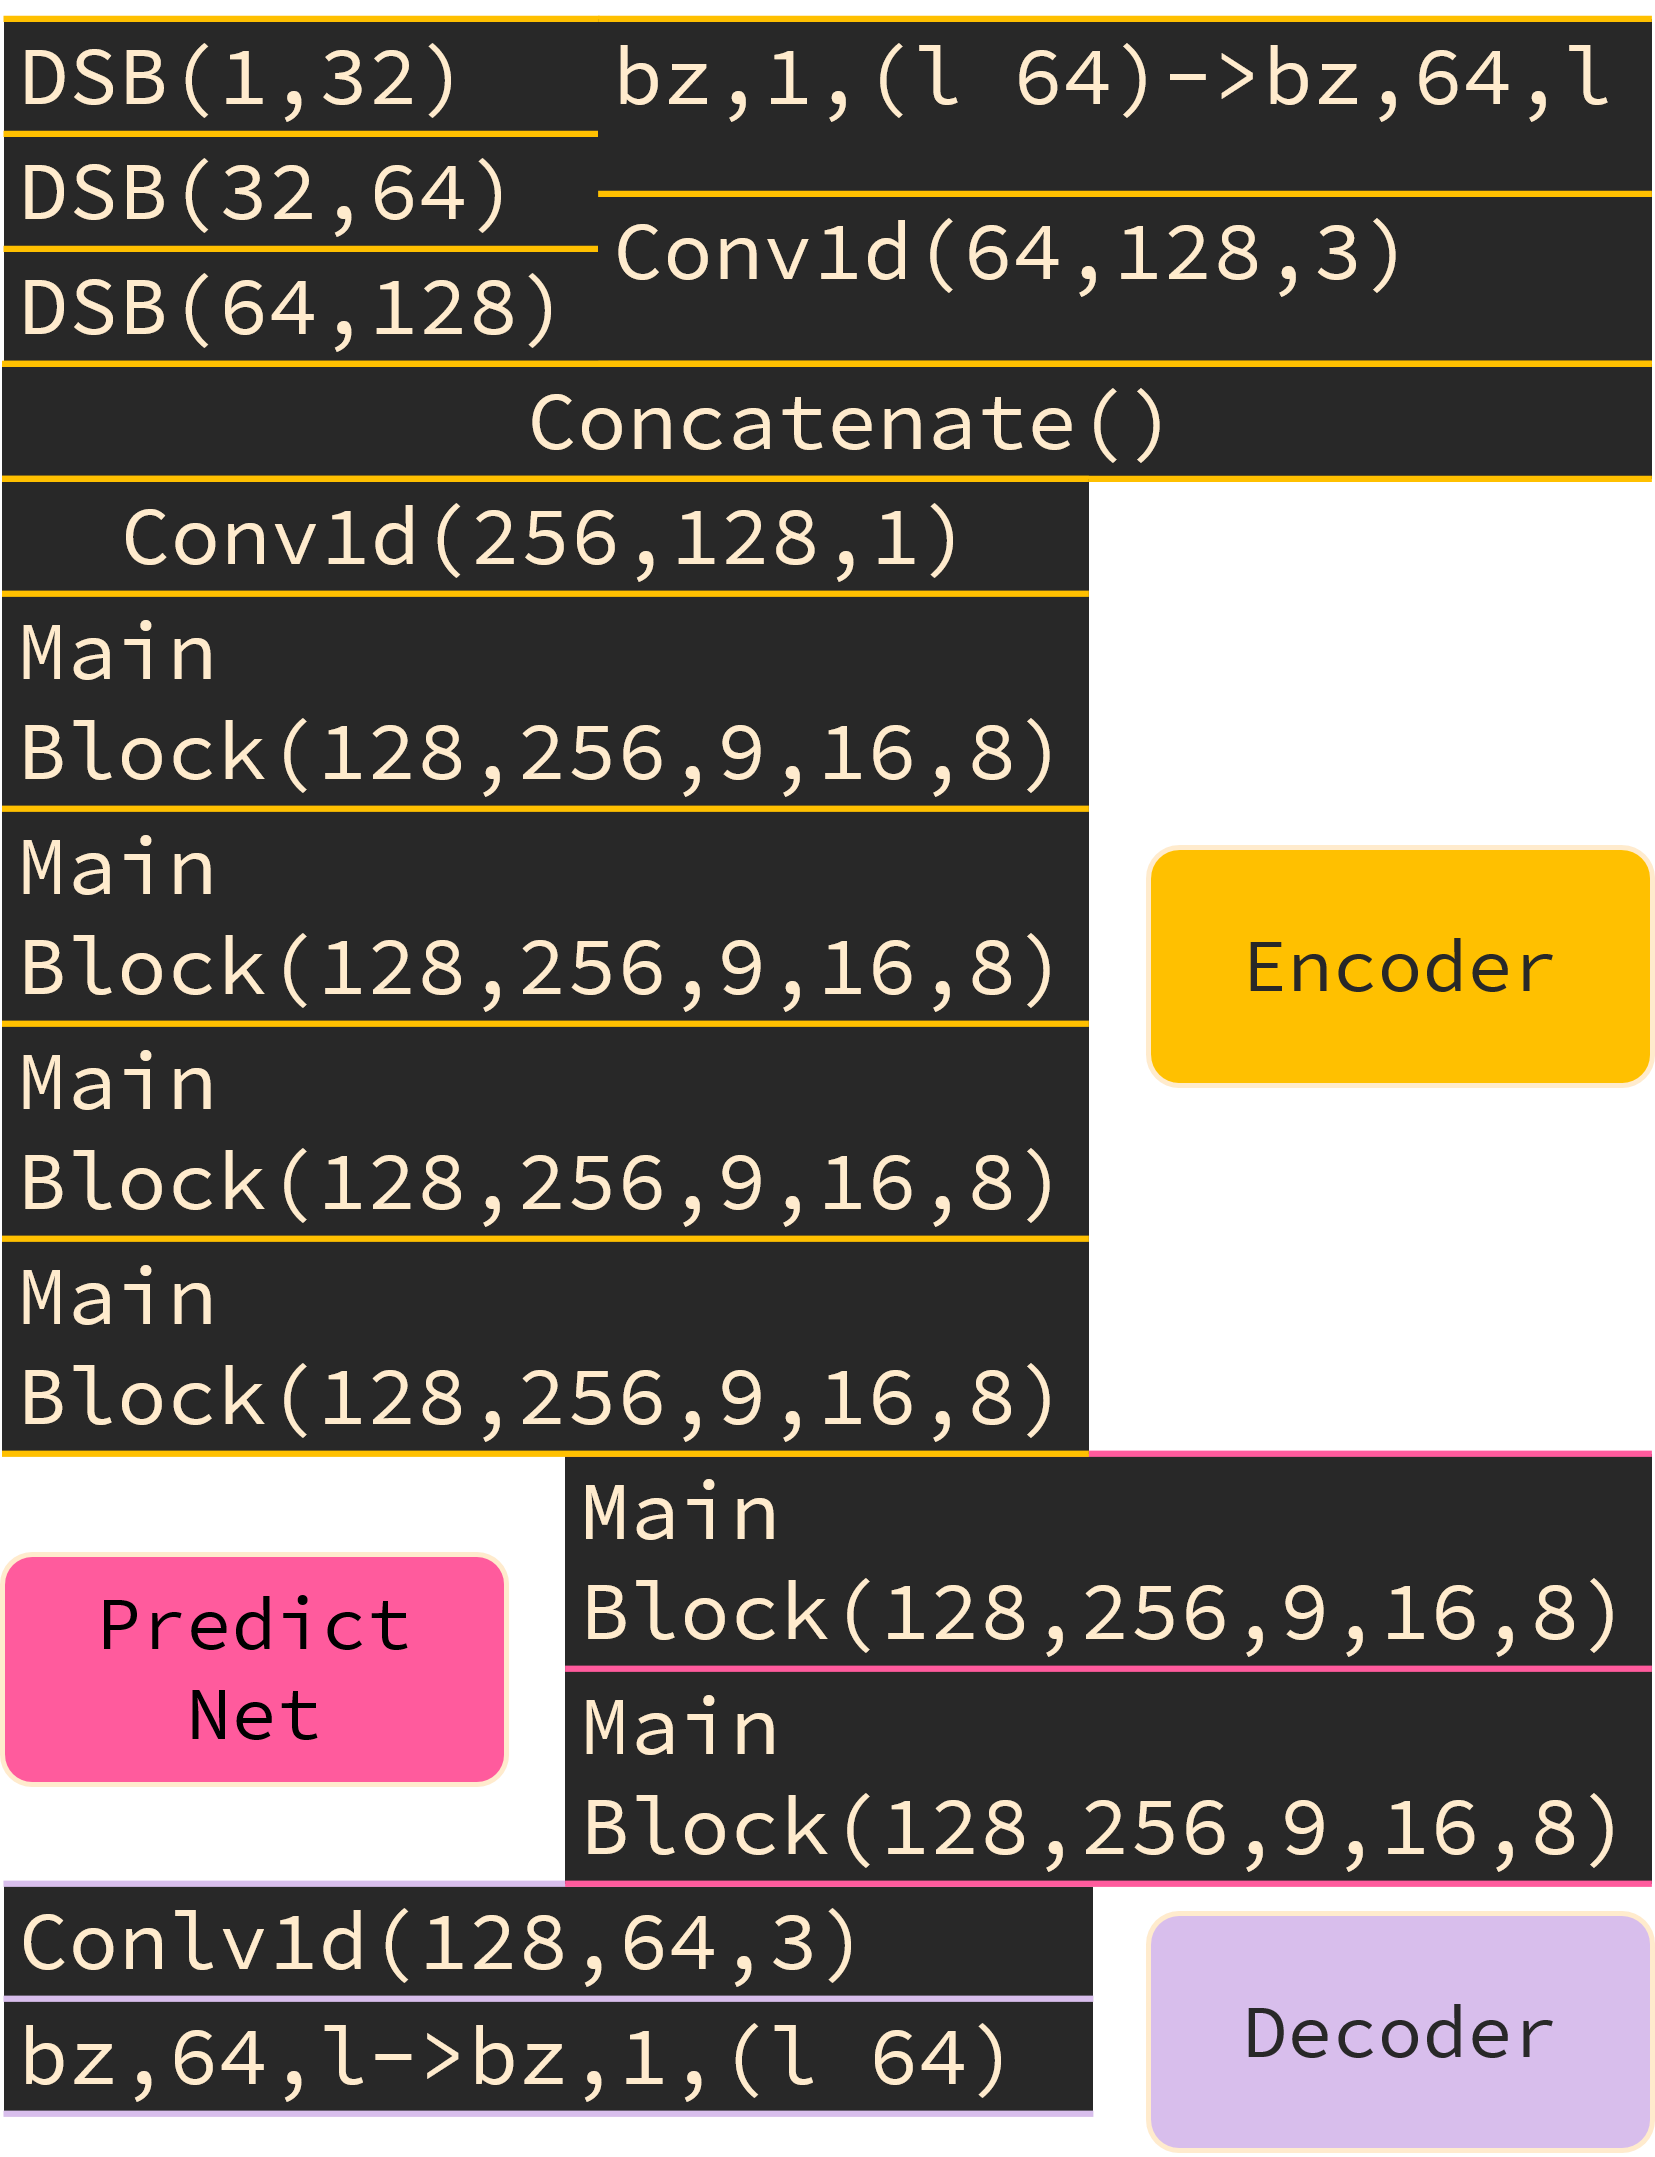 DSB(1,32)
DSB(32,64)
DSB(64,128)
bz,1,(l 64)->bz,64,l
Conv1d(64,128,3)
Concatenate()
Conv1d(256,128,1)
Main
Block(128,256,9,16,8)
Main
Block(128,256,9,16,8)
Main
Block(128,256,9,16,8)
Main
Block(128,256,9,16,8)
Encoder
Predict
Net
Main
Block(128,256,9,16,8)
Main
Block(128,256,9,16,8)
Conlv1d(128,64,3)
bz,64,l->bz,1,(l 64)
Decoder